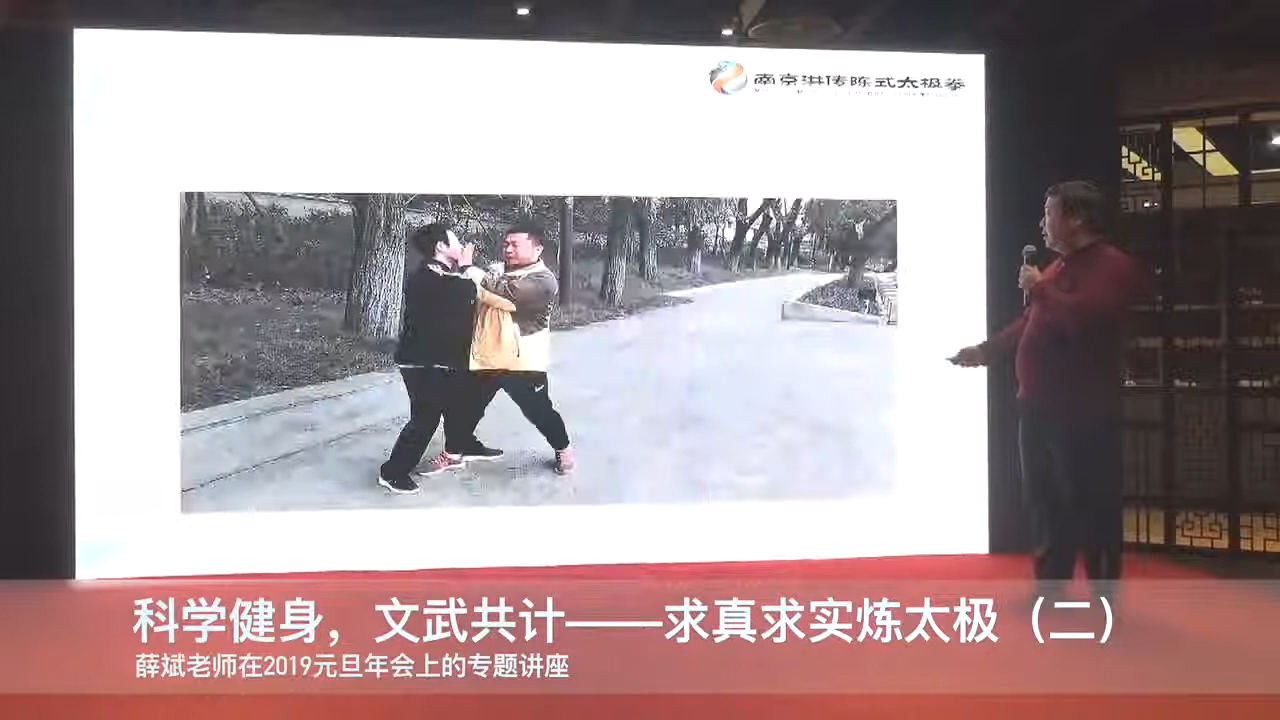 南京洪传陈式太极拳
科学健身，文武共计——求真求实炼太极（二）
薛斌老师在2019元旦年会上的专题讲座